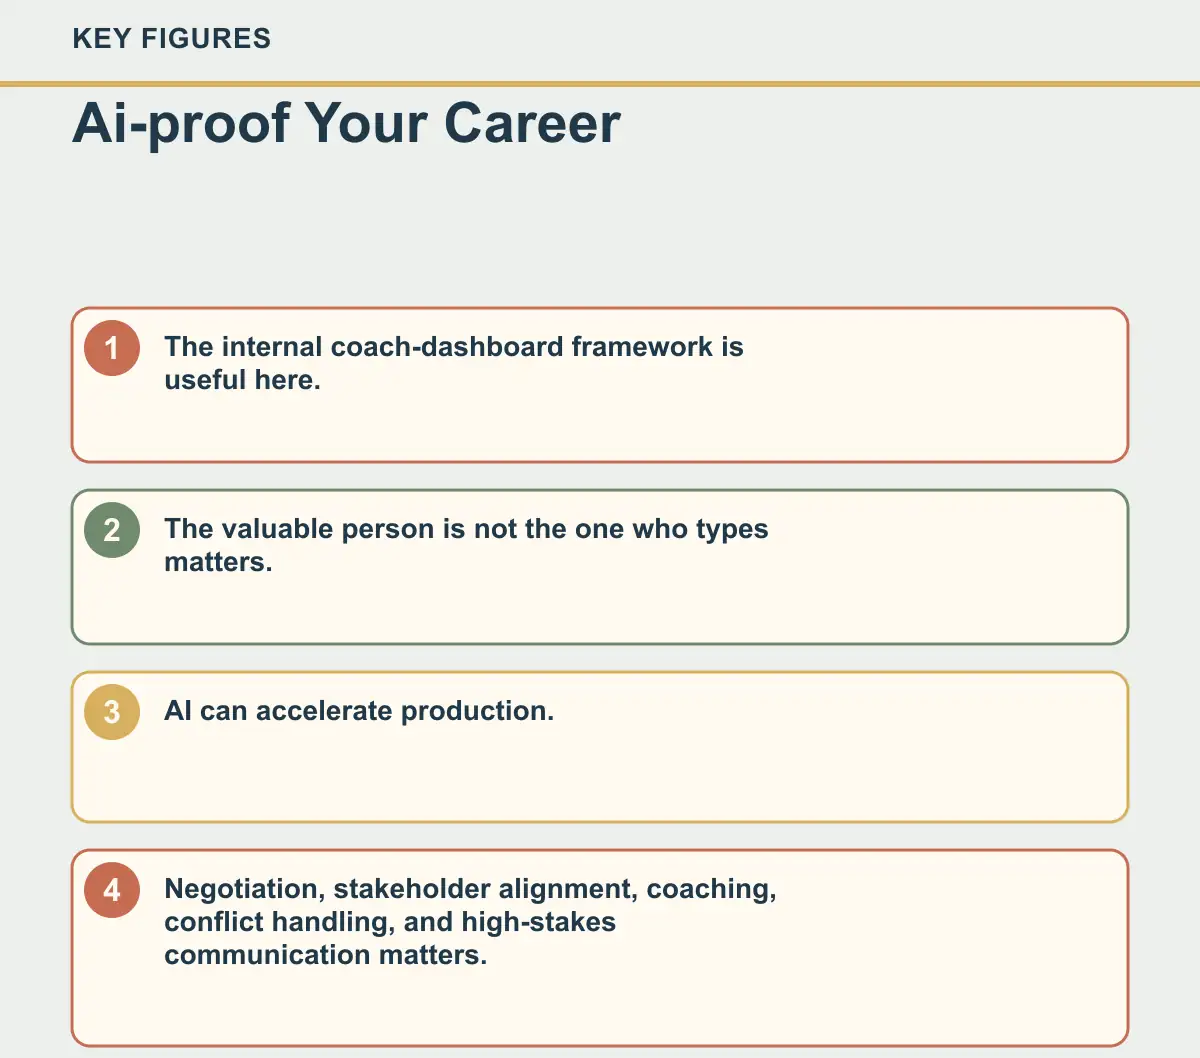 KEY FIGURES
Ai-proof Your Career
1
The internal coach-dashboard framework is
useful here.
2
The valuable person is not the one who types
matters.
3
AI can accelerate production.
4
Negotiation, stakeholder alignment, coaching,
conflict handling, and high-stakes
communication matters.